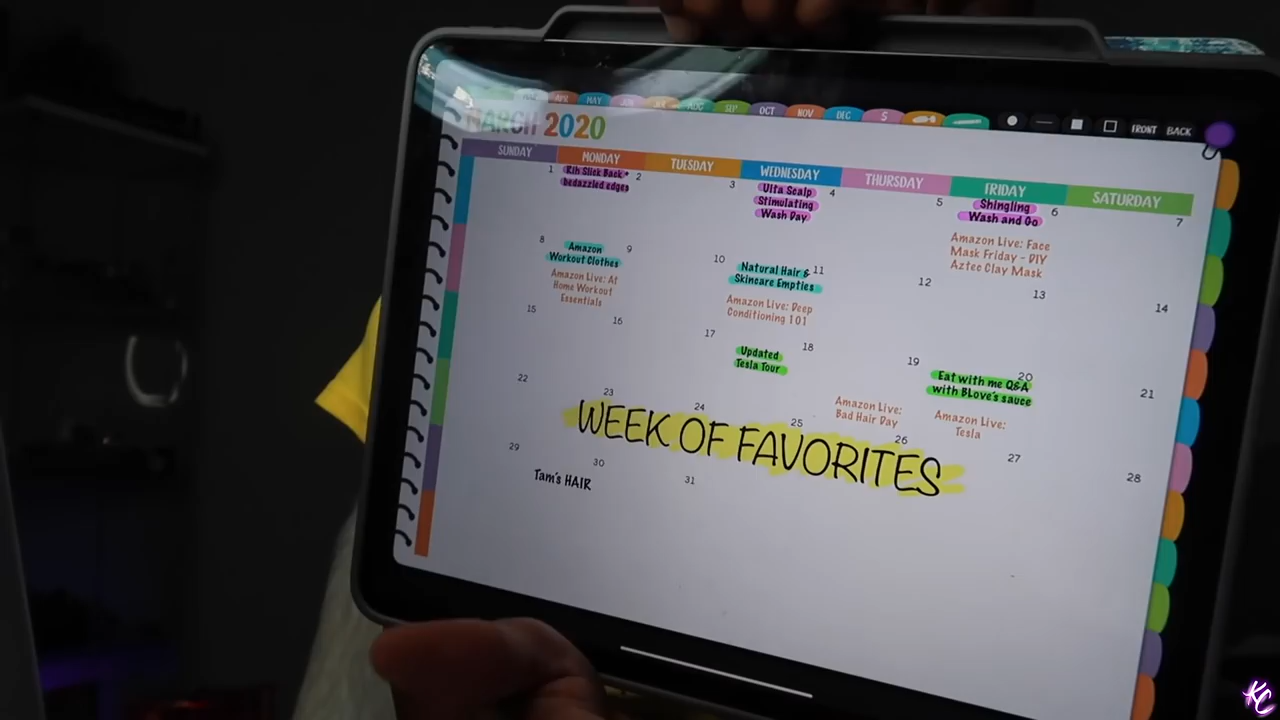 APR MAY JUN SEP OCT NOV DEC S FRONT BACK
MARCH 2020
SUNDAY MONDAY TUESDAY WEDNESDAY THURSDAY FRIDAY SATURDAY
1 2 3 4 5 6 7
Rih Slick Back +
bedazzled edges
Ulta Scalp
Stimulating
Wash Day
Shingling
Wash and Go
Amazon Live: Face
Mask Friday - DIY
Aztec Clay Mask
8 9 10 11 12 13 14
Amazon
Workout Clothes
Amazon Live: At
Home Workout
Essentials
Natural Hair &
Skincare Empties
Amazon Live: Deep
Conditioning 101
15 16 17 18 19 20 21
Updated
Tesla Tour
Amazon Live:
Bad Hair Day
Eat with me Q&A
with BLove's sauce
Amazon Live:
Tesla
22 23 24 25 26 27 28
WEEK OF FAVORITES
29 30 31
Tam's HAIR
KC